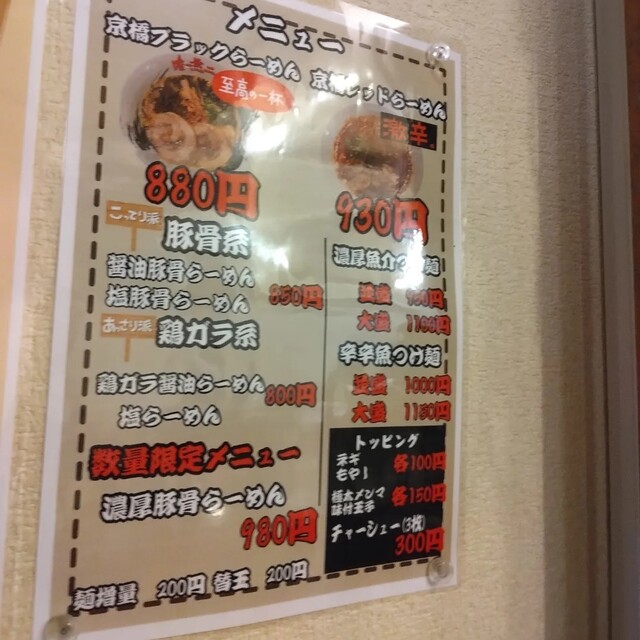 メニュー
京橋ブラックらーめん 京橋レッドらーめん
至高の一杯
激辛
880円
930円
こってり派
豚骨系
醤油豚骨らーめん
塩豚骨らーめん
850円
あっさり派
鶏ガラ系
鶏ガラ醤油らーめん
塩らーめん
800円
数量限定メニュー
濃厚豚骨らーめん
980円
麺増量 200円 替玉 200円
濃厚魚介つけ麺
並盛 950円
大盛 1100円
辛辛魚つけ麺
並盛 1000円
大盛 1150円
トッピング
ネギ
もやし
各100円
極太メンマ
味付玉子
各150円
チャーシュー(3枚)
300円